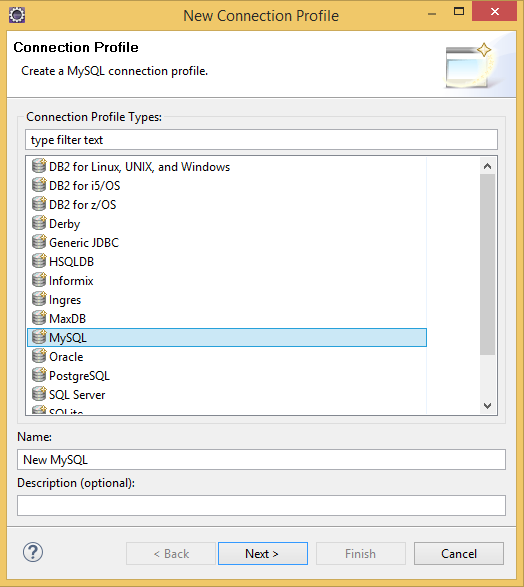 New Connection Profile
Connection Profile
Create a MySQL connection profile.
Connection Profile Types:
type filter text
DB2 for Linux, UNIX, and Windows
DB2 for i5/OS
DB2 for z/OS
Derby
Generic JDBC
HSQLDB
Informix
Ingres
MaxDB
MySQL
Oracle
PostgreSQL
SQL Server
SQLite
Name:
New MySQL
Description (optional):
? < Back Next > Finish Cancel